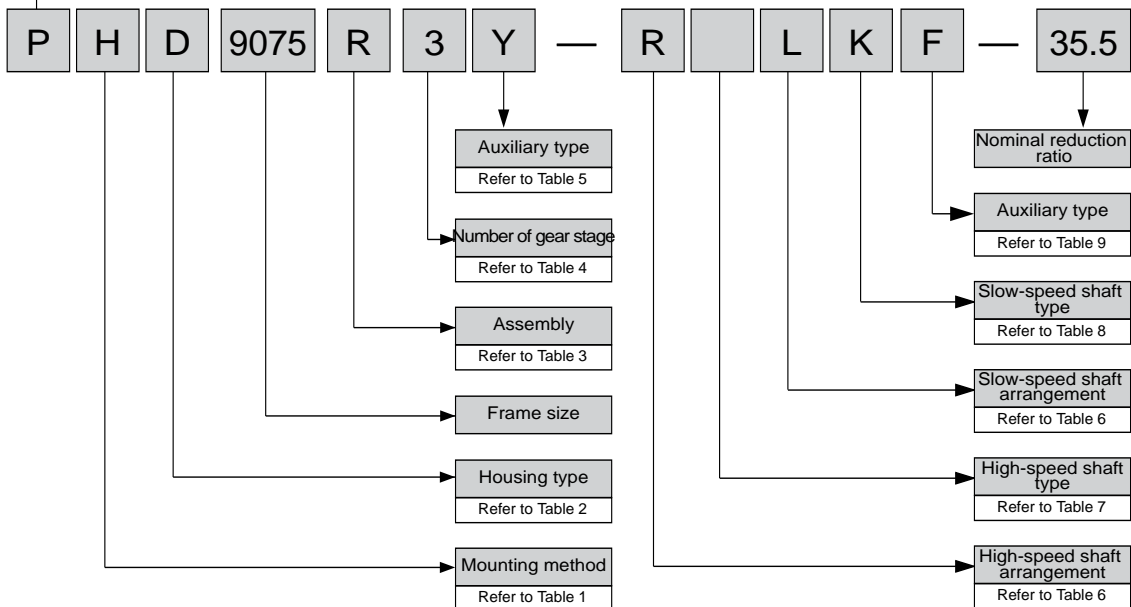 P H D 9075 R 3 Y — R L K F — 35.5
Auxiliary type
Refer to Table 5
Number of gear stage
Refer to Table 4
Assembly
Refer to Table 3
Frame size
Housing type
Refer to Table 2
Mounting method
Refer to Table 1
Nominal reduction
ratio
Auxiliary type
Refer to Table 9
Slow-speed shaft
type
Refer to Table 8
Slow-speed shaft
arrangement
Refer to Table 6
High-speed shaft
type
Refer to Table 7
High-speed shaft
arrangement
Refer to Table 6